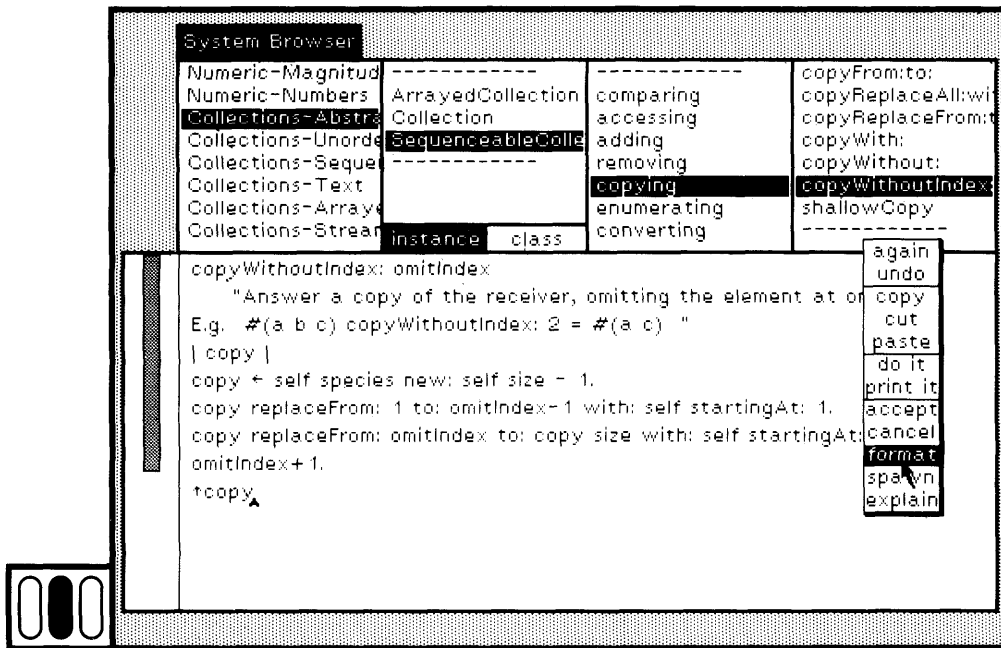 System Browser
Numeric-Magnitud
Numeric-Numbers
Collections-Abstra
Collections-Unorde
Collections-Sequen
Collections-Text
Collections-Arraye
Collections-Stream
------------
ArrayedCollection
Collection
SequenceableColle
------------
instance class
------------
comparing
accessing
adding
removing
copying
enumerating
converting
copyFrom:to:
copyReplaceAll:wit
copyReplaceFrom:t
copyWith:
copyWithout:
copyWithoutIndex:
shallowCopy
------------
copyWithoutIndex: omitIndex
"Answer a copy of the receiver, omitting the element at
E.g. #(a b c) copyWithoutIndex: 2 = #(a c) "
| copy |
copy ← self species new: self size - 1.
copy replaceFrom: 1 to: omitIndex-1 with: self startingAt: 1.
copy replaceFrom: omitIndex to: copy size with: self startingAt:
omitIndex+1.
↑copy
again
undo
copy
cut
paste
do it
print it
accept
cancel
format
spawn
explain